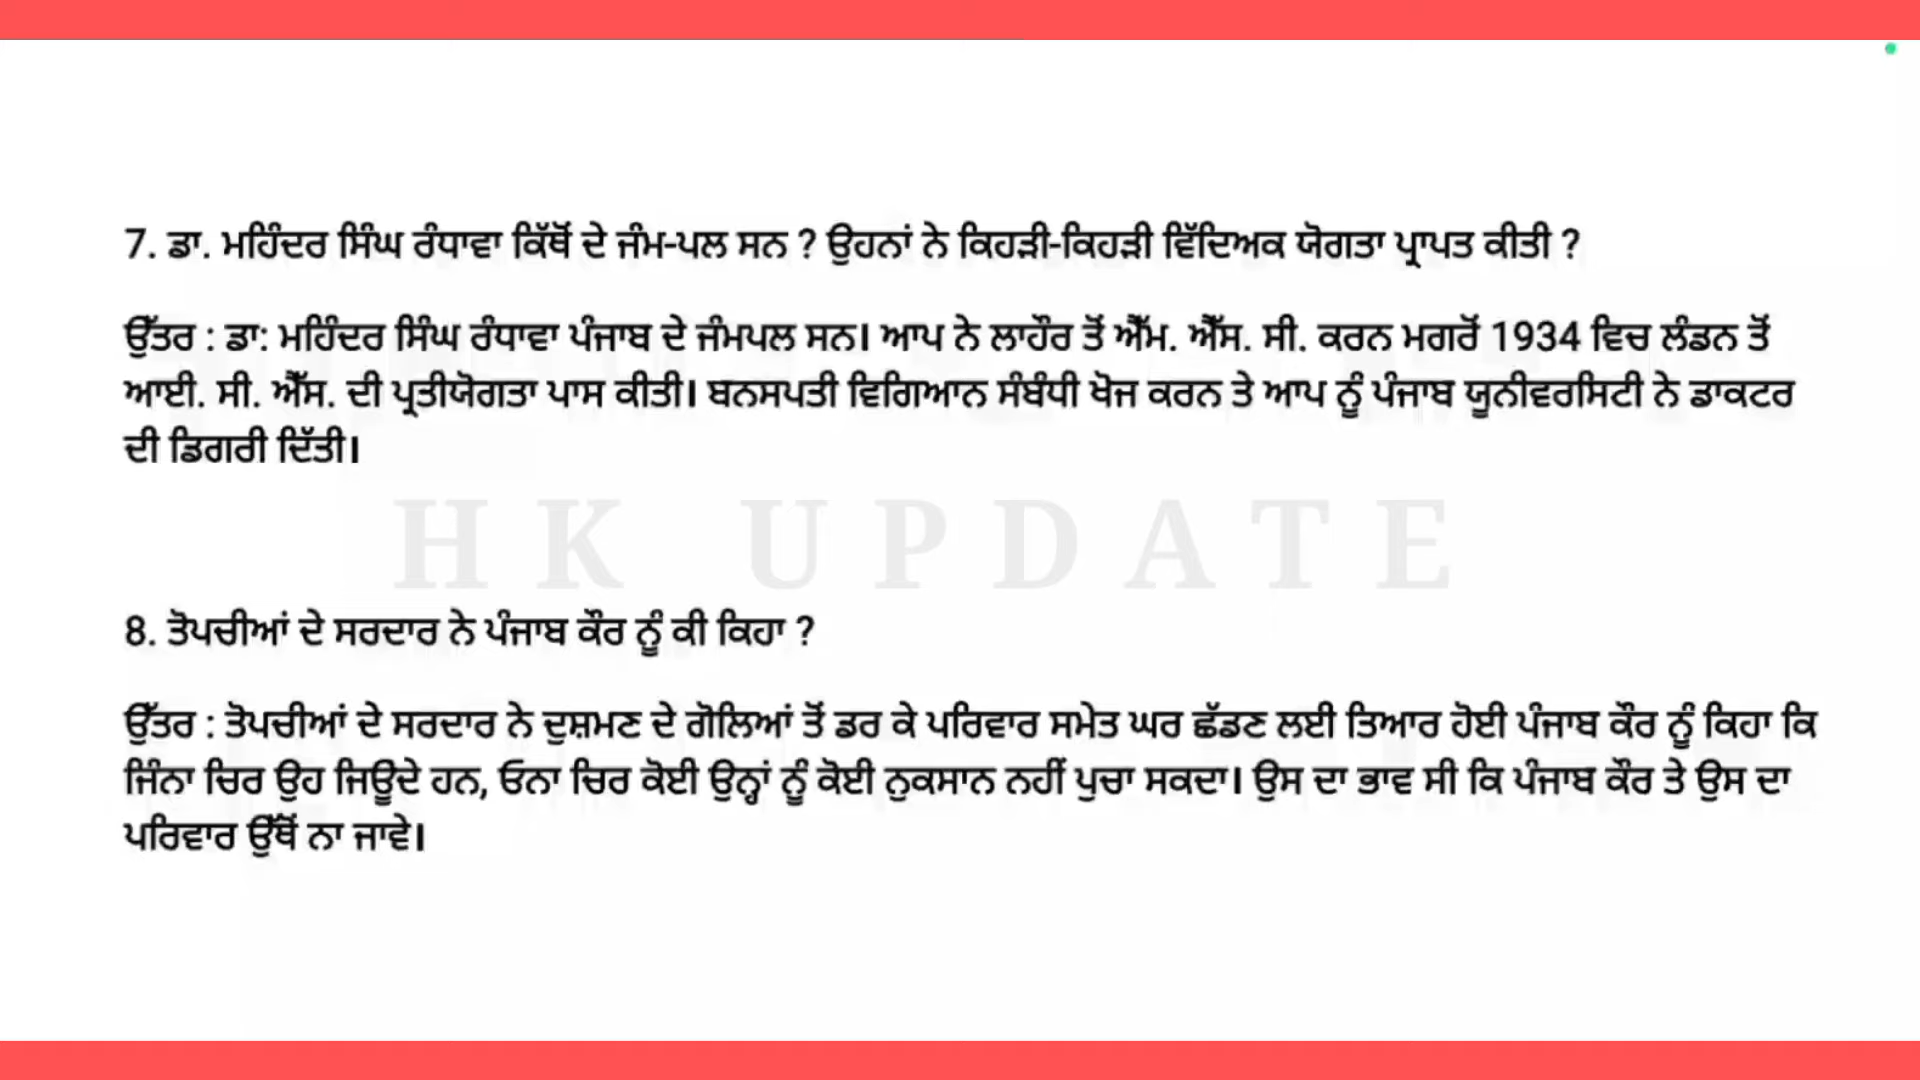 7. ਡਾ. ਮਹਿੰਦਰ ਸਿੰਘ ਰੰਧਾਵਾ ਕਿੱਥੋਂ ਦੇ ਜੰਮ-ਪਲ ਸਨ ? ਉਹਨਾਂ ਨੇ ਕਿਹੜੀ-ਕਿਹੜੀ ਵਿੱਦਿਅਕ ਯੋਗਤਾ ਪ੍ਰਾਪਤ ਕੀਤੀ ?
ਉੱਤਰ : ਡਾ: ਮਹਿੰਦਰ ਸਿੰਘ ਰੰਧਾਵਾ ਪੰਜਾਬ ਦੇ ਜੰਮਪਲ ਸਨ। ਆਪ ਨੇ ਲਾਹੌਰ ਤੋਂ ਐੱਮ. ਐੱਸ. ਸੀ. ਕਰਨ ਮਗਰੋਂ 1934 ਵਿਚ ਲੰਡਨ ਤੋਂ
ਆਈ. ਸੀ. ਐੱਸ. ਦੀ ਪ੍ਰਤੀਯੋਗਤਾ ਪਾਸ ਕੀਤੀ। ਬਨਸਪਤੀ ਵਿਗਿਆਨ ਸੰਬੰਧੀ ਖੋਜ ਕਰਨ ਤੇ ਆਪ ਨੂੰ ਪੰਜਾਬ ਯੂਨੀਵਰਸਿਟੀ ਨੇ ਡਾਕਟਰ
ਦੀ ਡਿਗਰੀ ਦਿੱਤੀ।
HK UPDATE
8. ਤੋਪਚੀਆਂ ਦੇ ਸਰਦਾਰ ਨੇ ਪੰਜਾਬ ਕੌਰ ਨੂੰ ਕੀ ਕਿਹਾ ?
ਉੱਤਰ : ਤੋਪਚੀਆਂ ਦੇ ਸਰਦਾਰ ਨੇ ਦੁਸ਼ਮਣ ਦੇ ਗੋਲਿਆਂ ਤੋਂ ਡਰ ਕੇ ਪਰਿਵਾਰ ਸਮੇਤ ਘਰ ਛੱਡਣ ਲਈ ਤਿਆਰ ਹੋਈ ਪੰਜਾਬ ਕੌਰ ਨੂੰ ਕਿਹਾ ਕਿ
ਜਿੰਨਾ ਚਿਰ ਉਹ ਜਿਊਦੇ ਹਨ, ਓਨਾ ਚਿਰ ਕੋਈ ਉਨ੍ਹਾਂ ਨੂੰ ਕੋਈ ਨੁਕਸਾਨ ਨਹੀਂ ਪੁਚਾ ਸਕਦਾ। ਉਸ ਦਾ ਭਾਵ ਸੀ ਕਿ ਪੰਜਾਬ ਕੌਰ ਤੇ ਉਸ ਦਾ
ਪਰਿਵਾਰ ਉੱਥੋਂ ਨਾ ਜਾਵੇ।